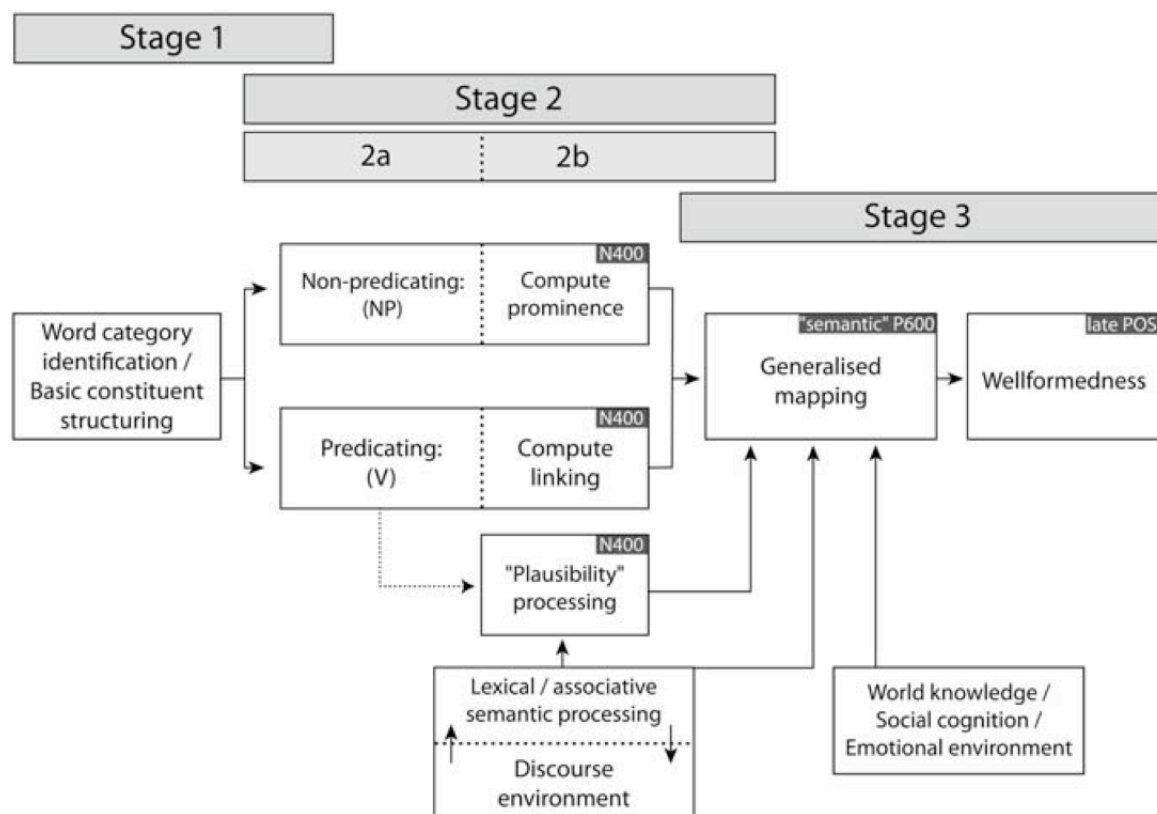 Stage 1
Stage 2
2a
2b
Stage 3
N400
Non-predicating:
(NP)
Compute
prominence
Word category
identification /
Basic constituent
structuring
"semantic" P600
Generalised
mapping
late POS
Wellformedness
N400
Predicating:
(V)
Compute
linking
N400
"Plausibility"
processing
Lexical / associative
semantic processing
Discourse
environment
World knowledge /
Social cognition /
Emotional environment